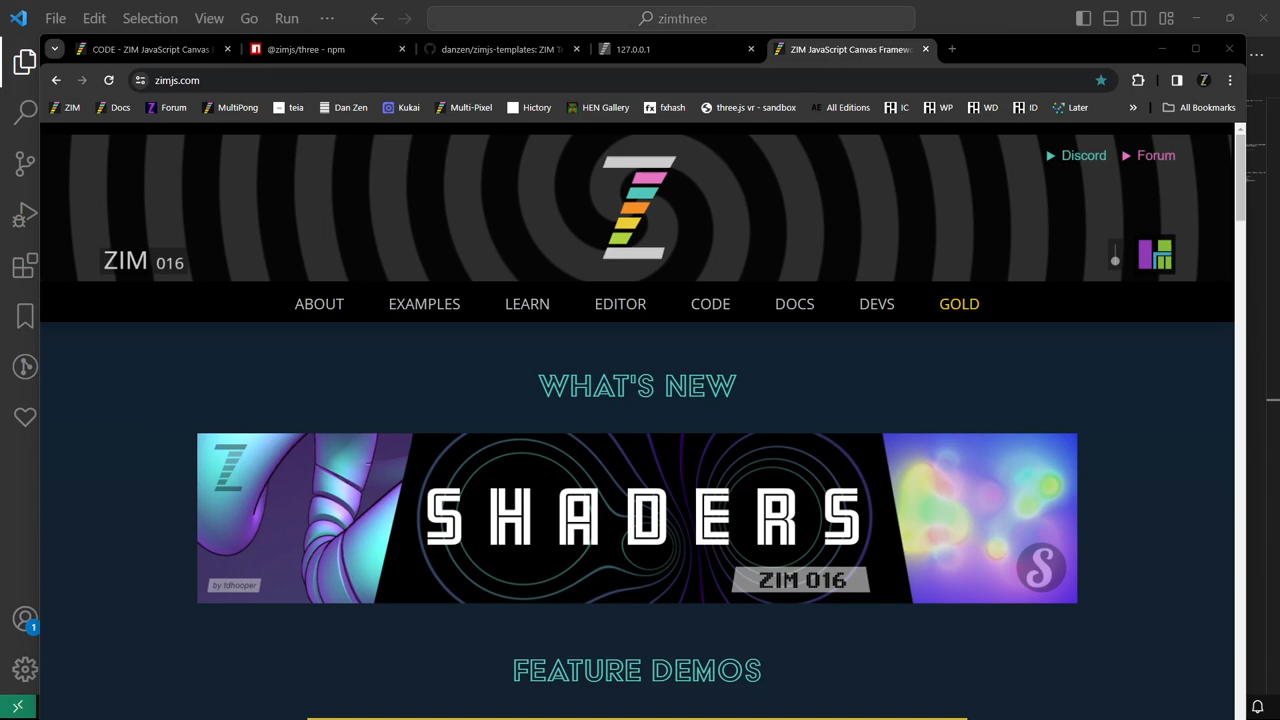 File Edit Selection View Go Run ··· zimthree
CODE - ZIM JavaScript Canvas @zimjs/three - npm danzen/zimjs-templates: ZIM T 127.0.0.1 ZIM JavaScript Canvas Framew
zimjs.com
ZIM Docs Forum MultiPong teia Dan Zen Kukai Multi-Pixel Hictory HEN Gallery fxhash three.js vr - sandbox AE All Editions IC WP WD ID Later » All Bookmarks
Discord Forum
ZIM 016
ABOUT EXAMPLES LEARN EDITOR CODE DOCS DEVS GOLD
WHAT'S NEW
SHADERS
by tdhooper
ZIM 016
S
FEATURE DEMOS
1